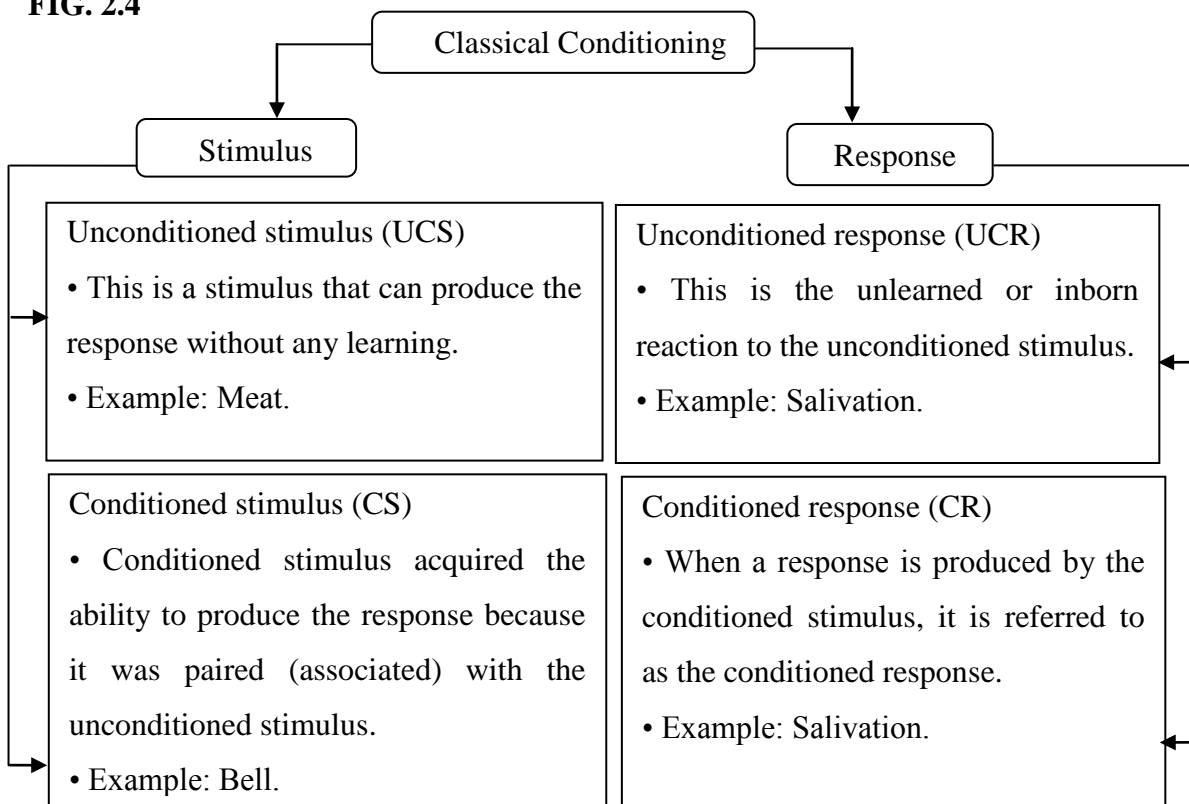 FIG. 2.4
Classical Conditioning
Stimulus
Response
Unconditioned stimulus (UCS)
• This is a stimulus that can produce the
response without any learning.
• Example: Meat.
Unconditioned response (UCR)
• This is the unlearned or inborn
reaction to the unconditioned stimulus.
• Example: Salivation.
Conditioned stimulus (CS)
• Conditioned stimulus acquired the
ability to produce the response because
it was paired (associated) with the
unconditioned stimulus.
• Example: Bell.
Conditioned response (CR)
• When a response is produced by the
conditioned stimulus, it is referred to
as the conditioned response.
• Example: Salivation.